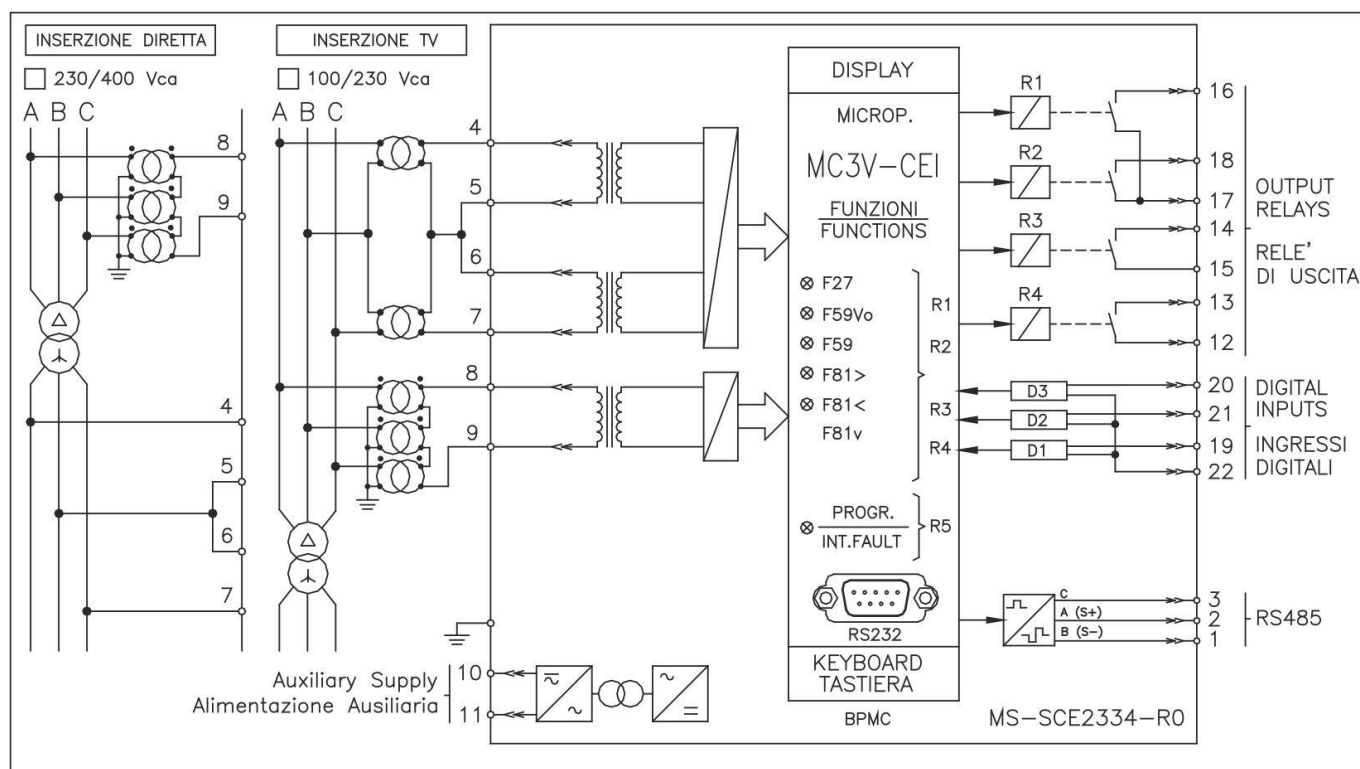 INSERZIONE DIRETTA
230/400 Vca
A B C
8
9
4
5
6
7
INSERZIONE TV
100/230 Vca
A B C
4
5
6
7
8
9
Auxiliary Supply
Alimentazione Ausiliaria
10
11
DISPLAY
MICROP.
MC3V-CEI
FUNZIONI
FUNCTIONS
F27
F59Vo
F59
F81>
F81<
F81v
R1
R2
R3
R4
PROGR.
INT.FAULT
R5
RS232
KEYBOARD
TASTIERA
BPMC
R1
R2
R3
R4
16
18
17
14
15
13
12
OUTPUT
RELAYS
RELE'
DI USCITA
D3
D2
D1
20
21
19
22
DIGITAL
INPUTS
INGRESSI
DIGITALI
C
A (S+)
B (S-)
3
2
1
RS485
MS-SCE2334-R0